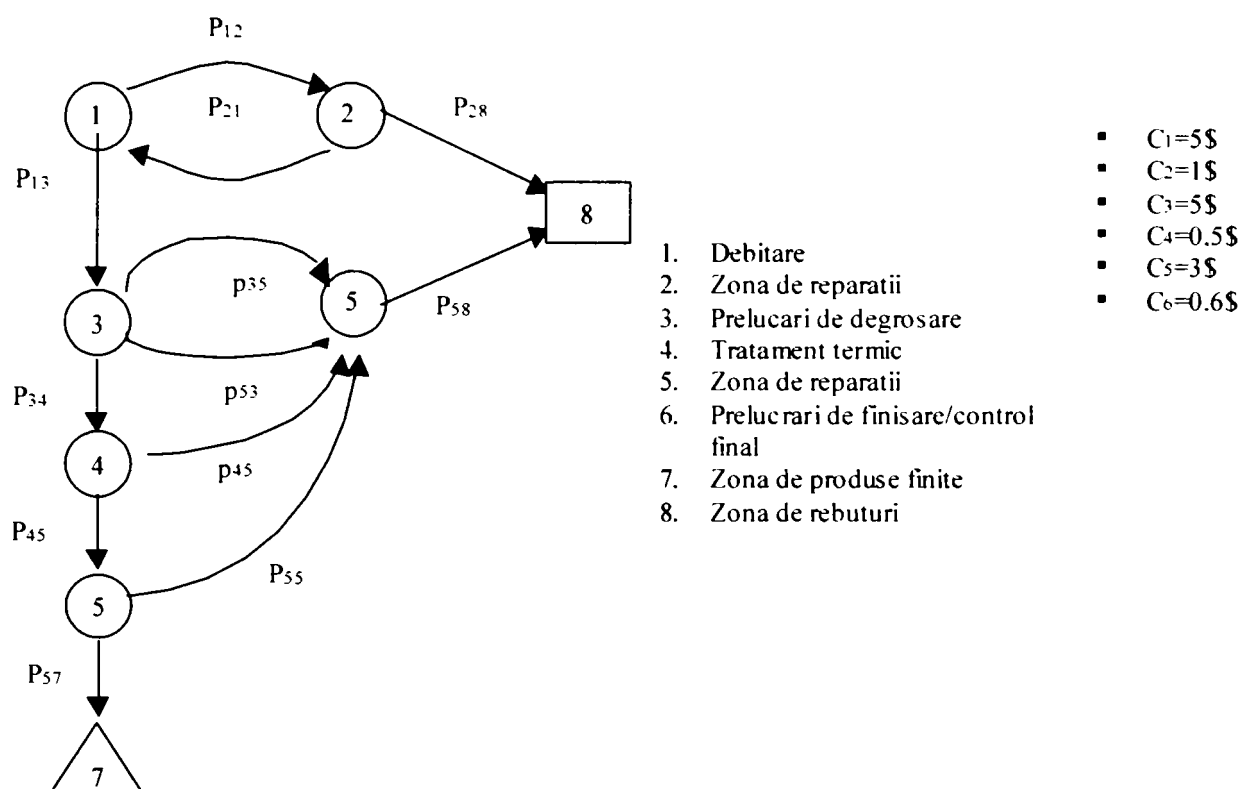 P12
1
P21
2
P28
P13
8
3
p35
5
P58
p53
P34
4
p45
P45
5
P55
P57
7
1. Debitare
2. Zona de reparatii
3. Prelucari de degrosare
4. Tratament termic
5. Zona de reparatii
6. Prelucrari de finisare/control
final
7. Zona de produse finite
8. Zona de rebuturi
▪ C1=5$
▪ C2=1$
▪ C3=5$
▪ C4=0.5$
▪ C5=3$
▪ C6=0.6$